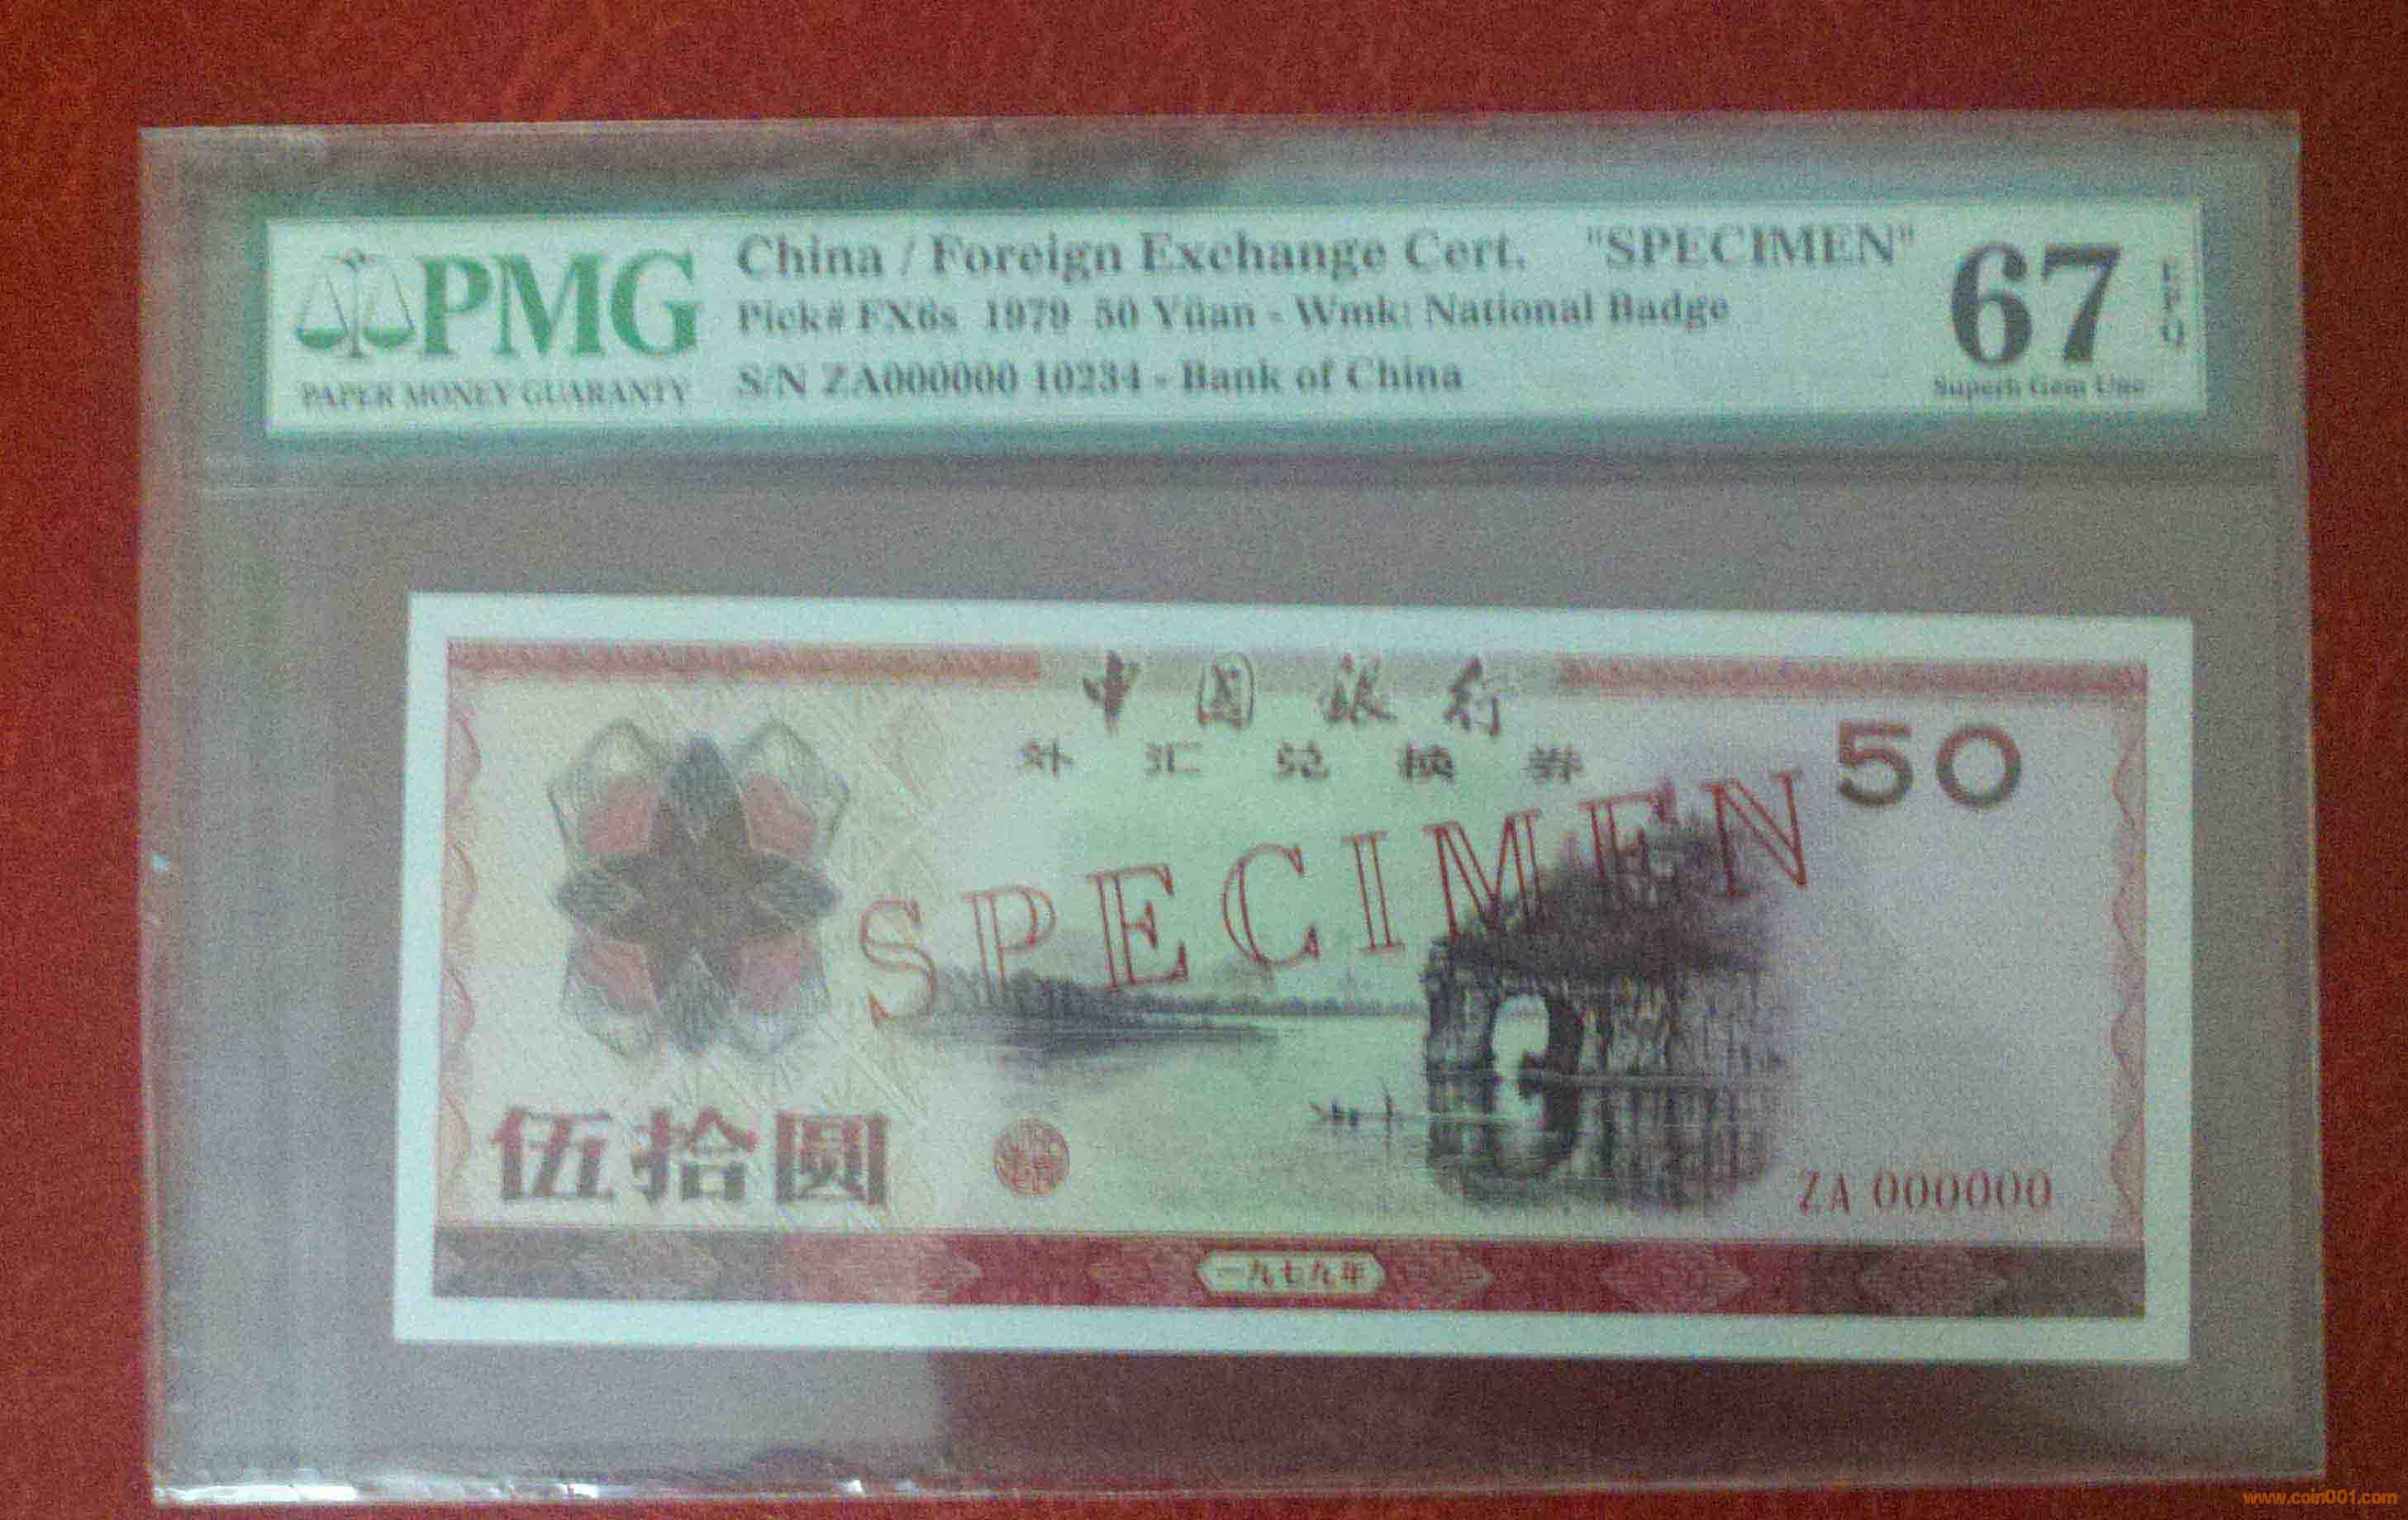 PMG
PAPER MONEY GUARANTY
China / Foreign Exchange Cert. "SPECIMEN"
Pick# FX6s 1979 50 Yüan - Wmk: National Badge
S/N ZA000000 10234 - Bank of China
67
EPQ
Superb Gem Unc
中国银行
外汇兑换券
50
SPECIMEN
伍拾圆
ZA 000000
一九七九年
www.coin001.com